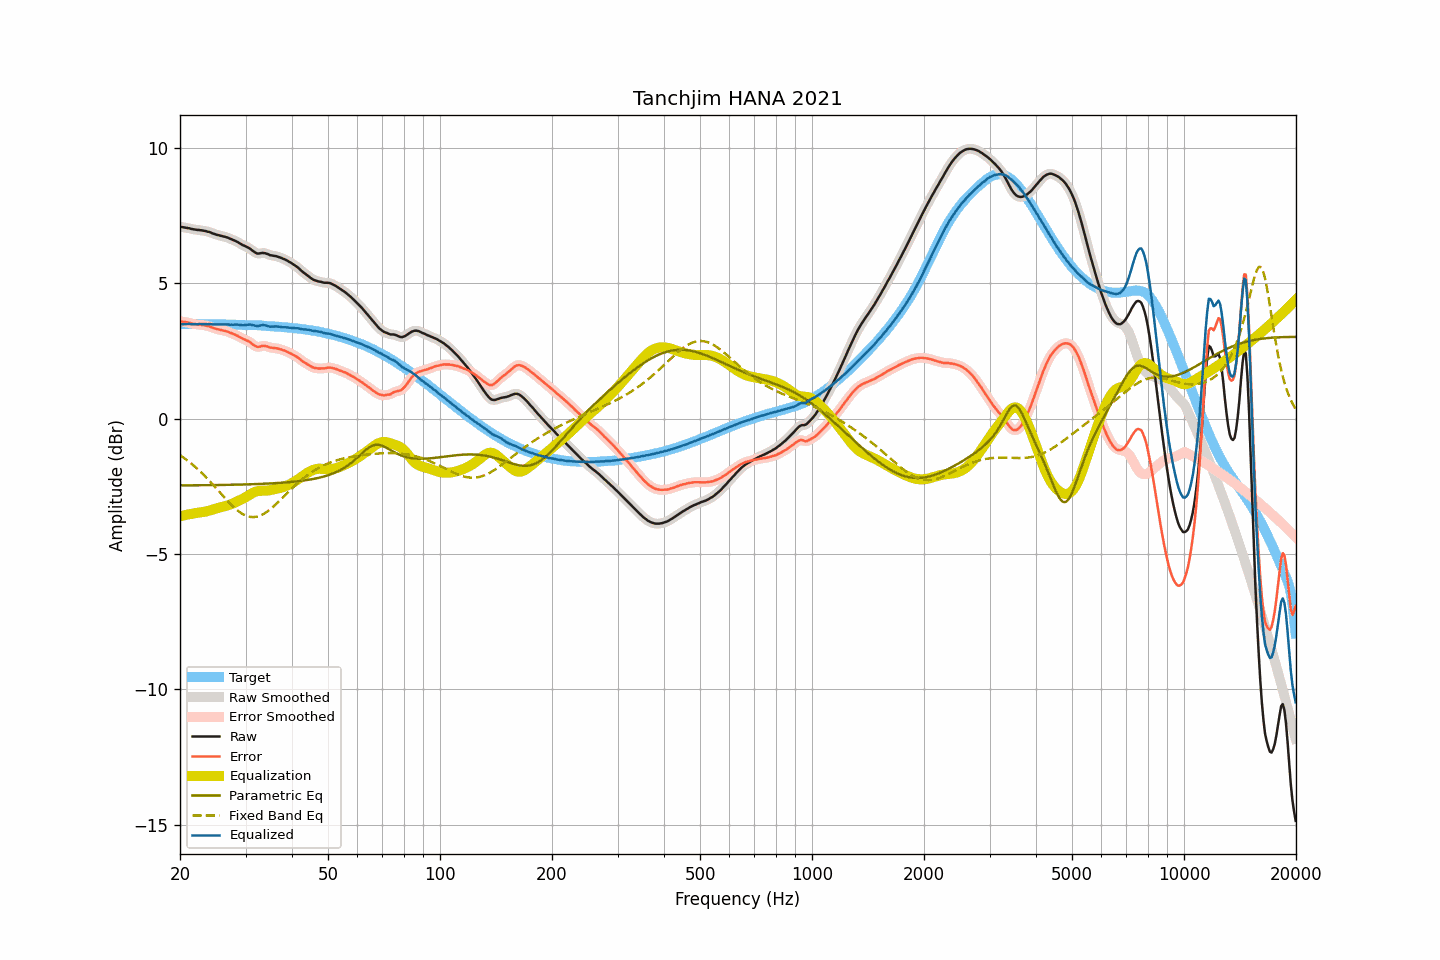 Tanchjim HANA 2021
Amplitude (dBr)
10
5
0
−5
−10
−15
Target
Raw Smoothed
Error Smoothed
Raw
Error
Equalization
Parametric Eq
Fixed Band Eq
Equalized
20 50 100 200 500 1000 2000 5000 10000 20000
Frequency (Hz)